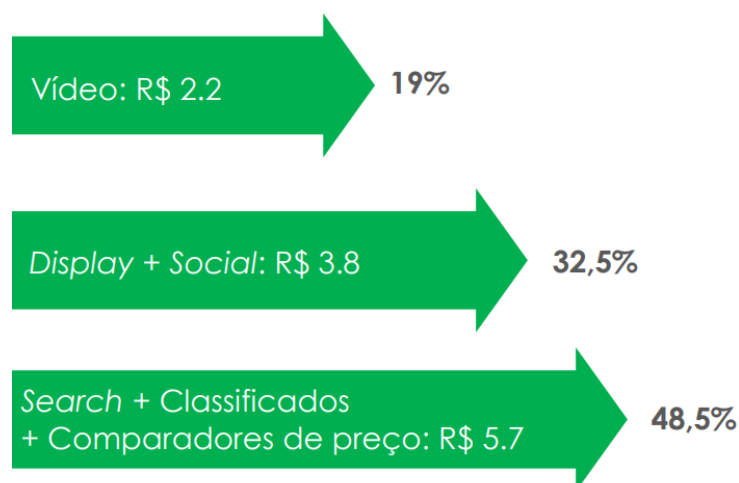 Vídeo: R$ 2.2
19%
Display + Social: R$ 3.8
32,5%
Search + Classificados
+ Comparadores de preço: R$ 5.7
48,5%